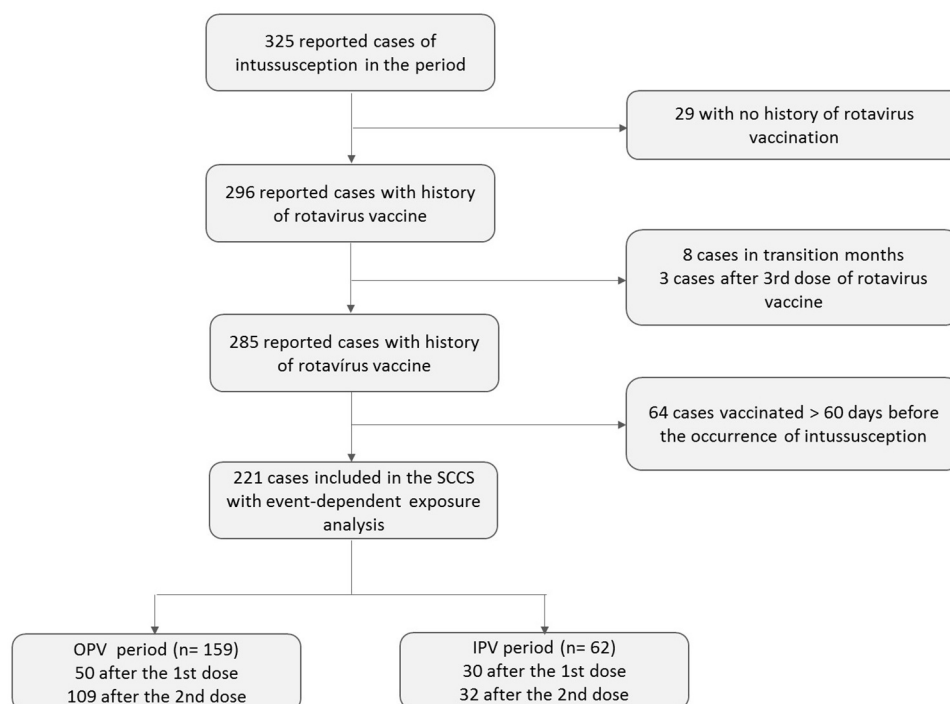 325 reported cases of
intussusception in the period
29 with no history of rotavirus
vaccination
296 reported cases with history
of rotavirus vaccine
8 cases in transition months
3 cases after 3rd dose of rotavirus
vaccine
285 reported cases with history
of rotavírus vaccine
64 cases vaccinated > 60 days before
the occurrence of intussusception
221 cases included in the SCCS
with event-dependent exposure
analysis
OPV period (n= 159)
50 after the 1st dose
109 after the 2nd dose
IPV period (n= 62)
30 after the 1st dose
32 after the 2nd dose